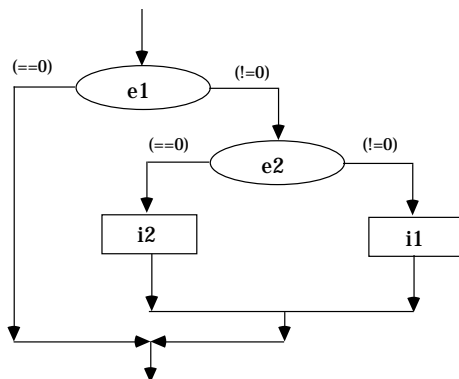 (==0)
(!=0)
e1
(==0)
(!=0)
e2
i2
i1